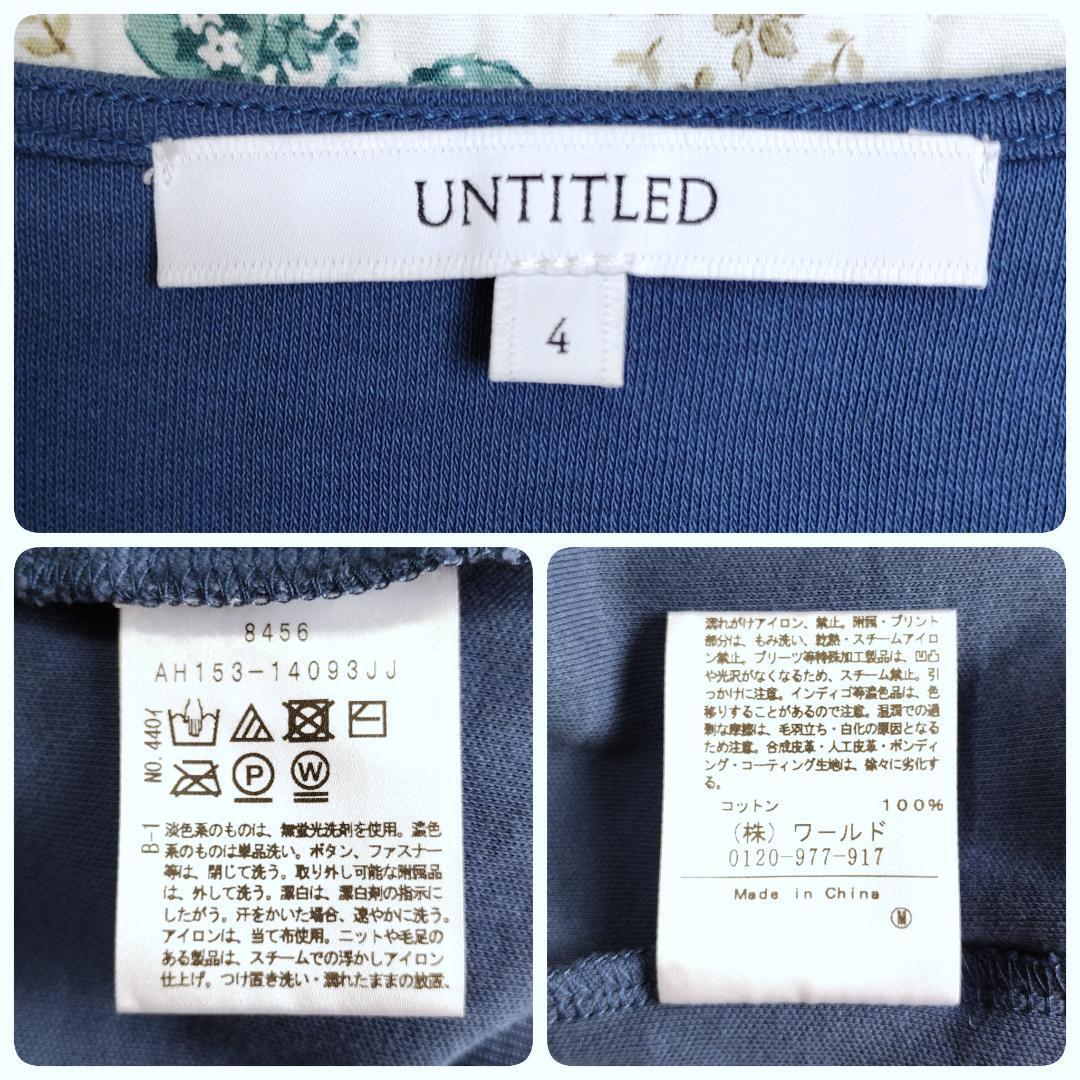 UNTITLED
4
8456
AH153-14093JJ
NO.4401
P
W
B-1
淡色系のものは、無蛍光洗剤を使用。濃色
系のものは単品洗い。ボタン、ファスナー
等は、閉じて洗う。取り外し可能な附属品
は、外して洗う。漂白は、漂白剤の指示に
したがう。汗をかいた場合、速やかに洗う。
アイロンは、当て布使用。ニットや毛足の
ある製品は、スチームでの浮かしアイロン
仕上げ。つけ置き洗い・濡れたままの放置、
濡れがけアイロン、禁止。附属・プリント
部分は、もみ洗い、乾熱・スチームアイロ
ン禁止。プリーツ等特殊加工製品は、凹凸
や光沢がなくなるため、スチーム禁止。引
っかけに注意。インディゴ等濃色品は、色
移りすることがあるので注意。湿潤での過
剰な摩擦は、毛羽立ち・白化の原因となる
ため注意。合成皮革・人工皮革・ボンディ
ング・コーティング生地は、徐々に劣化す
る。
コットン 100%
(株) ワールド
0120-977-917
Made in China
M